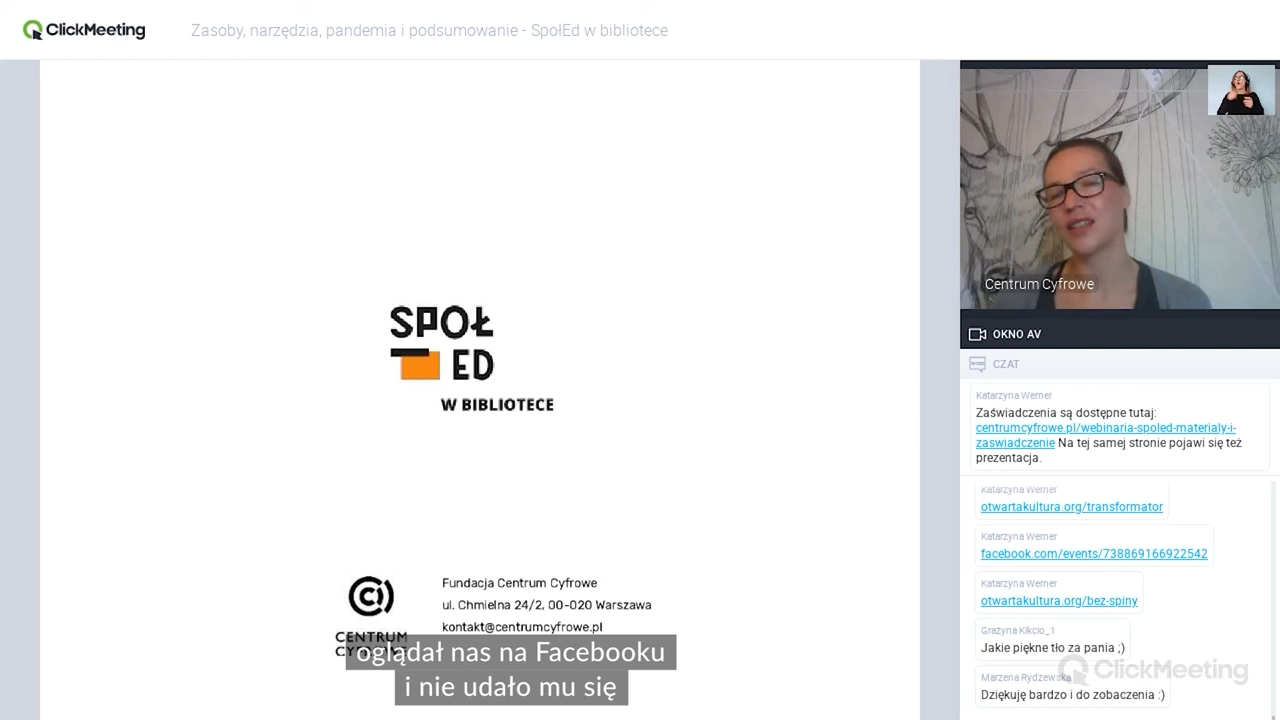 ClickMeeting
Zasoby, narzędzia, pandemia i podsumowanie - SpołEd w bibliotece
SPOŁ
ED
W BIBLIOTECE
Fundacja Centrum Cyfrowe
ul. Chmielna 24/2, 00-020 Warszawa
kontakt@centrumcyfrowe.pl
CENTRUM
oglądał nas na Facebooku
i nie udało mu się
Centrum Cyfrowe
OKNO AV
CZAT
Katarzyna Werner
Zaświadczenia są dostępne tutaj:
centrumcyfrowe.pl/webinaria-spoled-materialy-i-
zaswiadczenie Na tej samej stronie pojawi się też
prezentacja.
Katarzyna Werner
otwartakultura.org/transformator
Katarzyna Werner
facebook.com/events/738869166922542
Katarzyna Werner
otwartakultura.org/bez-spiny
Grażyna Kikcio_1
Jakie piękne tło za pania ;)
Marzena Rydzewska
Dziękuję bardzo i do zobaczenia :)
ClickMeeting